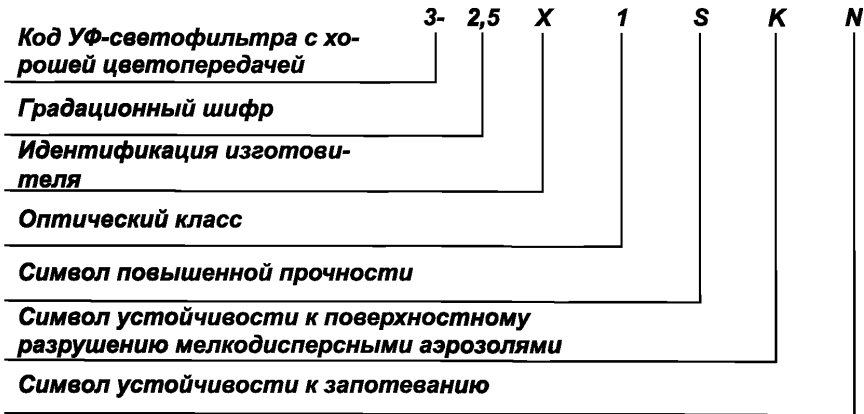 3- 2,5 X 1 S K N
Код УФ-светофильтра с хо-
рошей цветопередачей
Градационный шифр
Идентификация изготови-
теля
Оптический класс
Символ повышенной прочности
Символ устойчивости к поверхностному
разрушению мелкодисперсными аэрозолями
Символ устойчивости к запотеванию